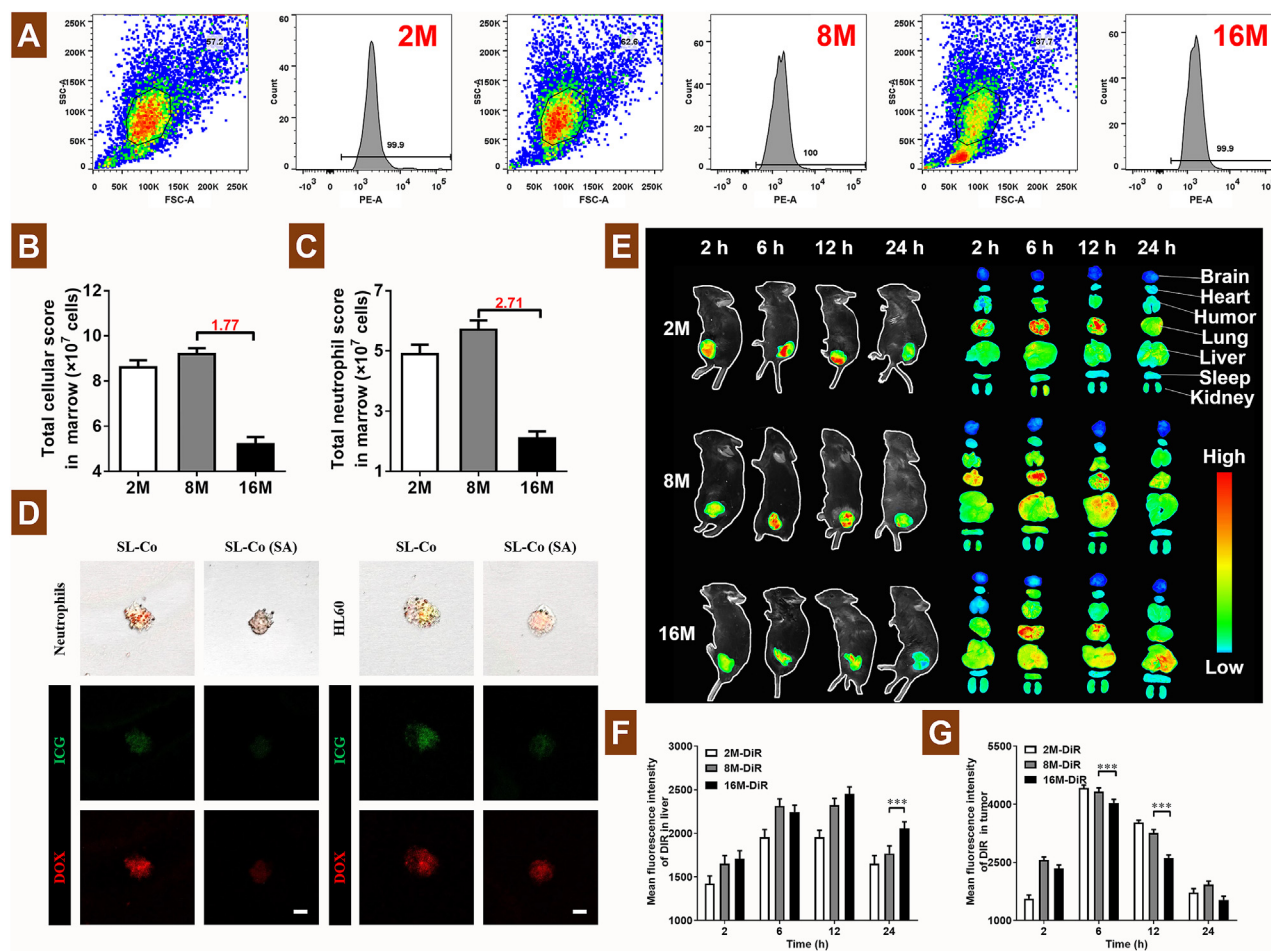 A
2M
8M
16M
SSC-A
250K
200K
150K
100K
50K
0
57.2
0 50K 100K 150K 200K 250K
FSC-A
Count
60
40
20
0
99.9
-10³ 0 10³ 10⁴ 10⁵
PE-A
SSC-A
250K
200K
150K
100K
50K
0
62.6
0 50K 100K 150K 200K 250K
FSC-A
Count
60
40
20
0
100
-10³ 0 10³ 10⁴ 10⁵
PE-A
SSC-A
250K
200K
150K
100K
50K
0
37.7
0 50K 100K 150K 200K 250K
FSC-A
Count
60
40
20
0
99.9
-10³ 0 10³ 10⁴ 10⁵
PE-A
B
Total cellular score
in marrow (×10⁷ cells)
12
10
8
6
4
1.77
2M 8M 16M
C
Total neutrophil score
in marrow (×10⁷ cells)
7
5
3
1
2.71
2M 8M 16M
D
SL-Co SL-Co (SA) SL-Co SL-Co (SA)
Neutrophils
HL60
ICG
ICG
DOX
DOX
E
2 h 6 h 12 h 24 h 2 h 6 h 12 h 24 h
2M
8M
16M
Brain
Heart
Humor
Lung
Liver
Sleep
Kidney
High
Low
F
Mean fluorescence intensity
of DIR in liver
3000
2500
2000
1500
1000
2M-DiR
8M-DiR
16M-DiR
***
2 6 12 24
Time (h)
G
Mean fluorescence intensity
of DIR in tumor
5500
4000
2500
1000
2M-DiR
8M-DiR
16M-DiR
***
***
2 6 12 24
Time (h)